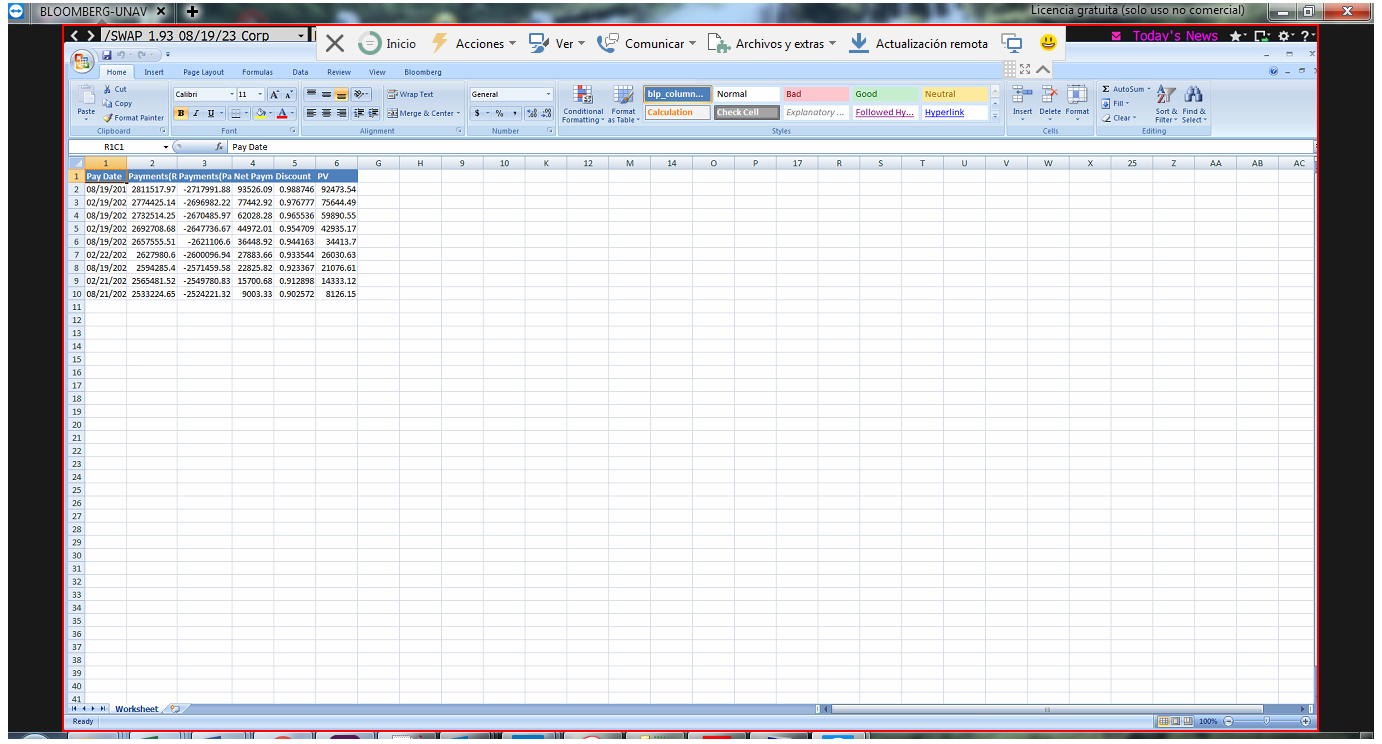 BLOOMBERG-UNAV
Licencia gratuita (solo uso no comercial)
/SWAP 1.93 08/19/23 Corp
Inicio Acciones Ver Comunicar Archivos y extras Actualización remota
Today's News
Home Insert Page Layout Formulas Data Review View Bloomberg
Paste Cut Copy Format Painter
Calibri 11
Wrap Text
Merge & Center
General
Conditional Formatting as Table
Format
blp_column... Normal Bad Good Neutral
Calculation Check Cell Explanatory ... Followed Hy... Hyperlink
Insert Delete Format
AutoSum
Fill
Clear
Sort & Filter Find & Select
Clipboard Font Alignment Number Styles Cells Editing
R1C1 fx Pay Date
1 2 3 4 5 6 G H 9 10 K 12 M 14 O P 17 R S T U V W X 25 Z AA AB AC
1 Pay Date Payments(R Payments(Pa Net Paym Discount PV
2 08/19/201 2811517.97 -2717991.88 93526.09 0.988746 92473.54
3 02/19/202 2774425.14 -2696982.22 77442.92 0.976777 75644.49
4 08/19/202 2732514.25 -2670485.97 62028.28 0.965536 59890.55
5 02/19/202 2692708.68 -2647736.67 44972.01 0.954709 42935.17
6 08/19/202 2657555.51 -2621106.6 36448.92 0.944163 34413.7
7 02/22/202 2627980.6 -2600096.94 27883.66 0.933544 26030.63
8 08/19/202 2594285.4 -2571459.58 22825.82 0.923367 21076.61
9 02/21/202 2565481.52 -2549780.83 15700.68 0.912898 14333.12
10 08/21/202 2533224.65 -2524221.32 9003.33 0.902572 8126.15
11
12
13
14
15
16
17
18
19
20
21
22
23
24
25
26
27
28
29
30
31
32
33
34
35
36
37
38
39
40
41
Worksheet
Ready 100%